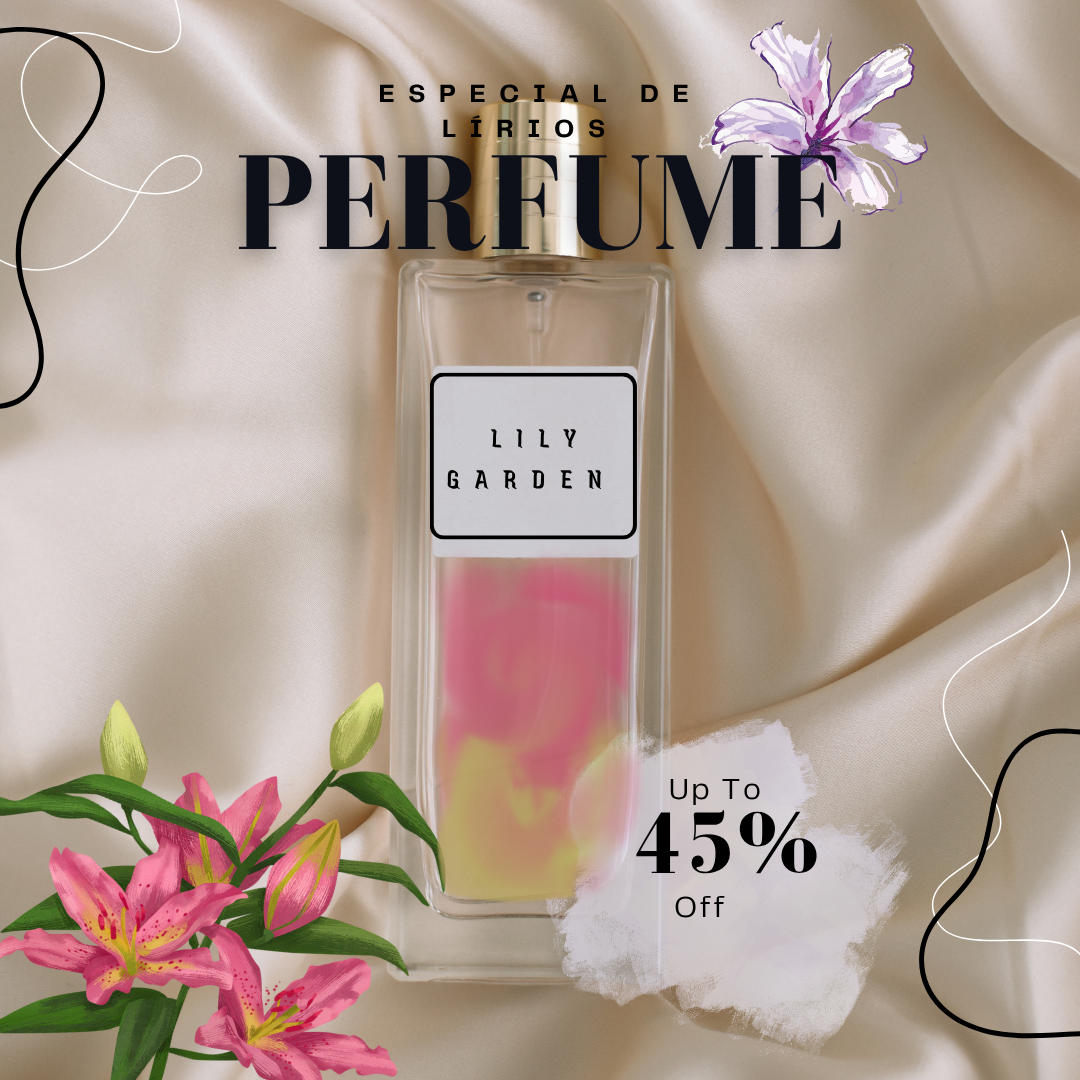 ESPECIAL DE
LÍRIOS
PERFUME
LILY
GARDEN
Up To
45%
Off